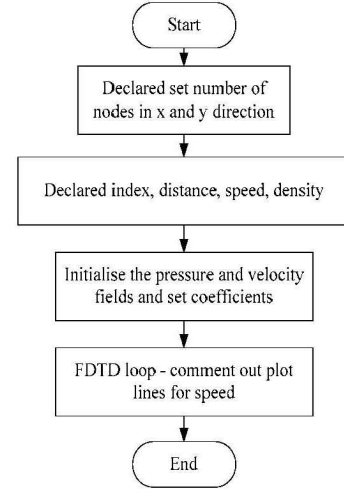 Start
Declared set number of
nodes in x and y direction
Declared index, distance, speed, density
Initialise the pressure and velocity
fields and set coefficients
FDTD loop - comment out plot
lines for speed
End